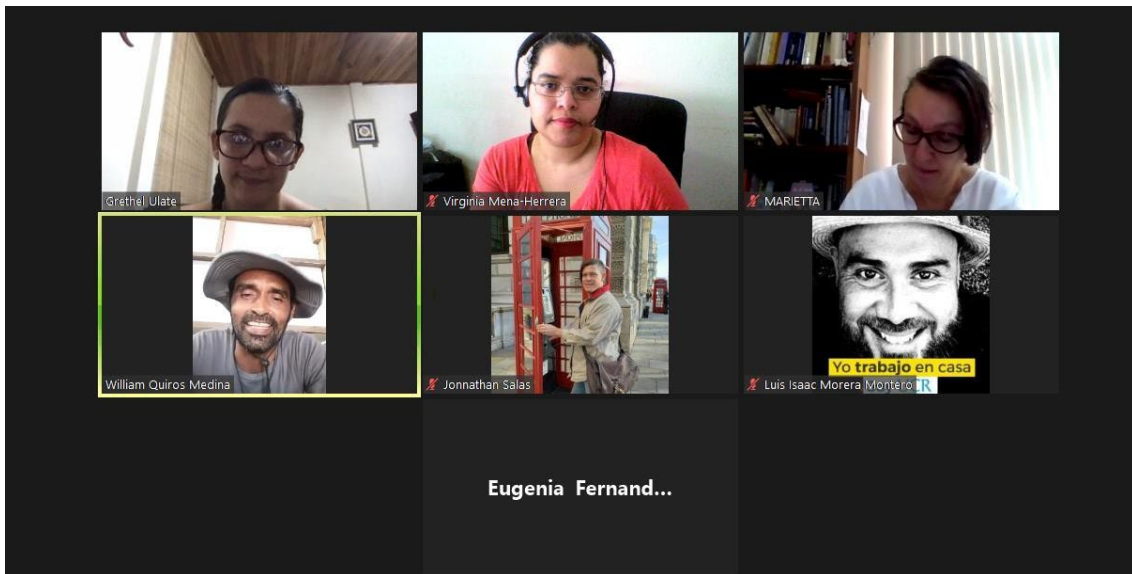 Grethel Ulate
Virginia Mena-Herrera
MARIETTA
William Quiros Medina
Jonnathan Salas
Yo trabajo en casa
Luis Isaac Morera Montero
CR
Eugenia Fernand...